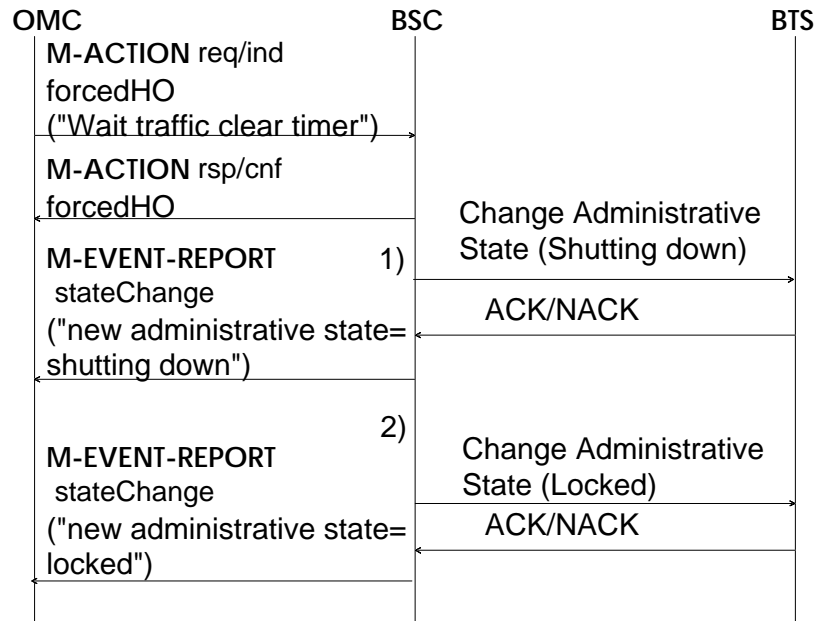 OMC BSC BTS
M-ACTION req/ind
forcedHO
("Wait traffic clear timer")
M-ACTION rsp/cnf
forcedHO
Change Administrative
State (Shutting down)
M-EVENT-REPORT 1)
stateChange
ACK/NACK
("new administrative state=
shutting down")
2)
Change Administrative
State (Locked)
M-EVENT-REPORT
stateChange
ACK/NACK
("new administrative state=
locked")